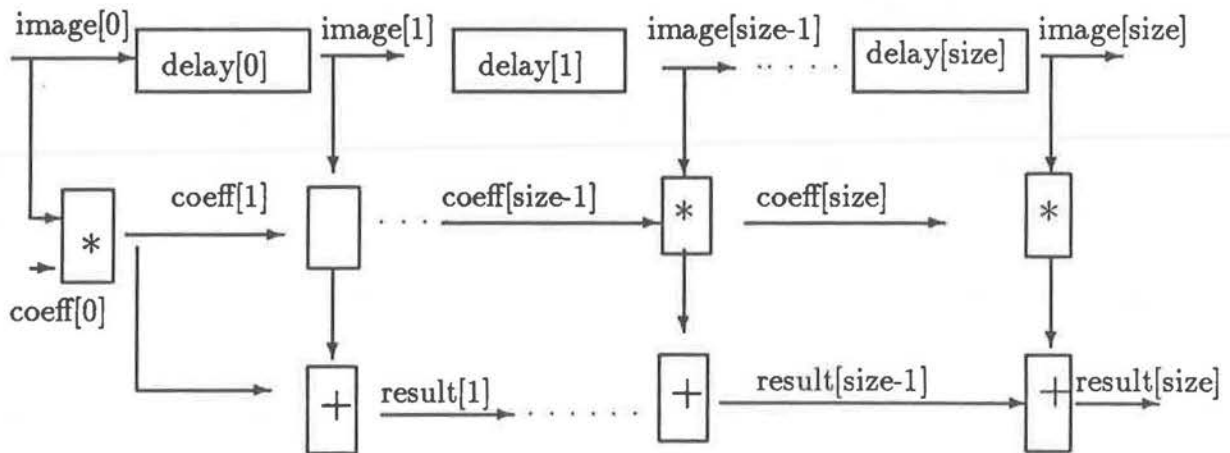 image[0] image[1] image[size-1] image[size]
delay[0] delay[1] . . . . . . delay[size]
coeff[1] coeff[size-1] coeff[size]
* . . . . * *
coeff[0]
result[1] result[size-1] result[size]
+ . . . . . . + +